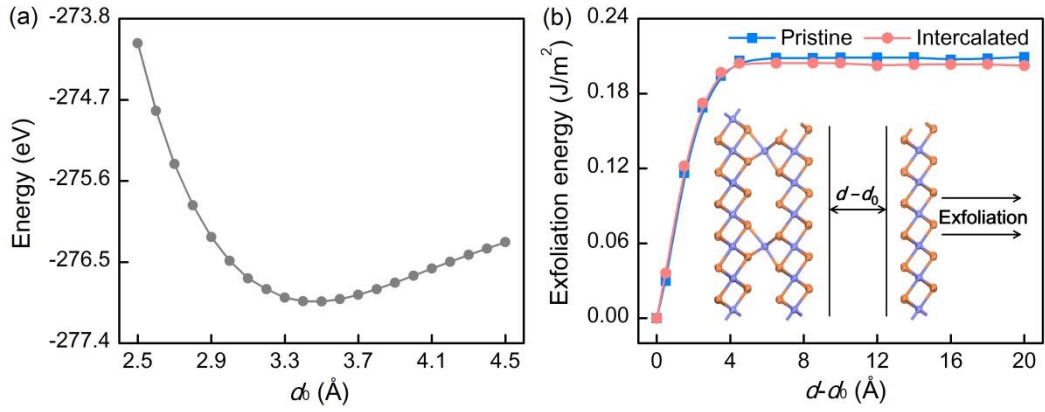 (a)
-273.8
-274.7
-275.6
-276.5
-277.4
Energy (eV)
2.5 2.9 3.3 3.7 4.1 4.5
d0 (Å)
(b)
0.24
0.18
0.12
0.06
0.00
Exfoliation energy (J/m²)
Pristine Intercalated
d-d0
Exfoliation
0 4 8 12 16 20
d-d0 (Å)